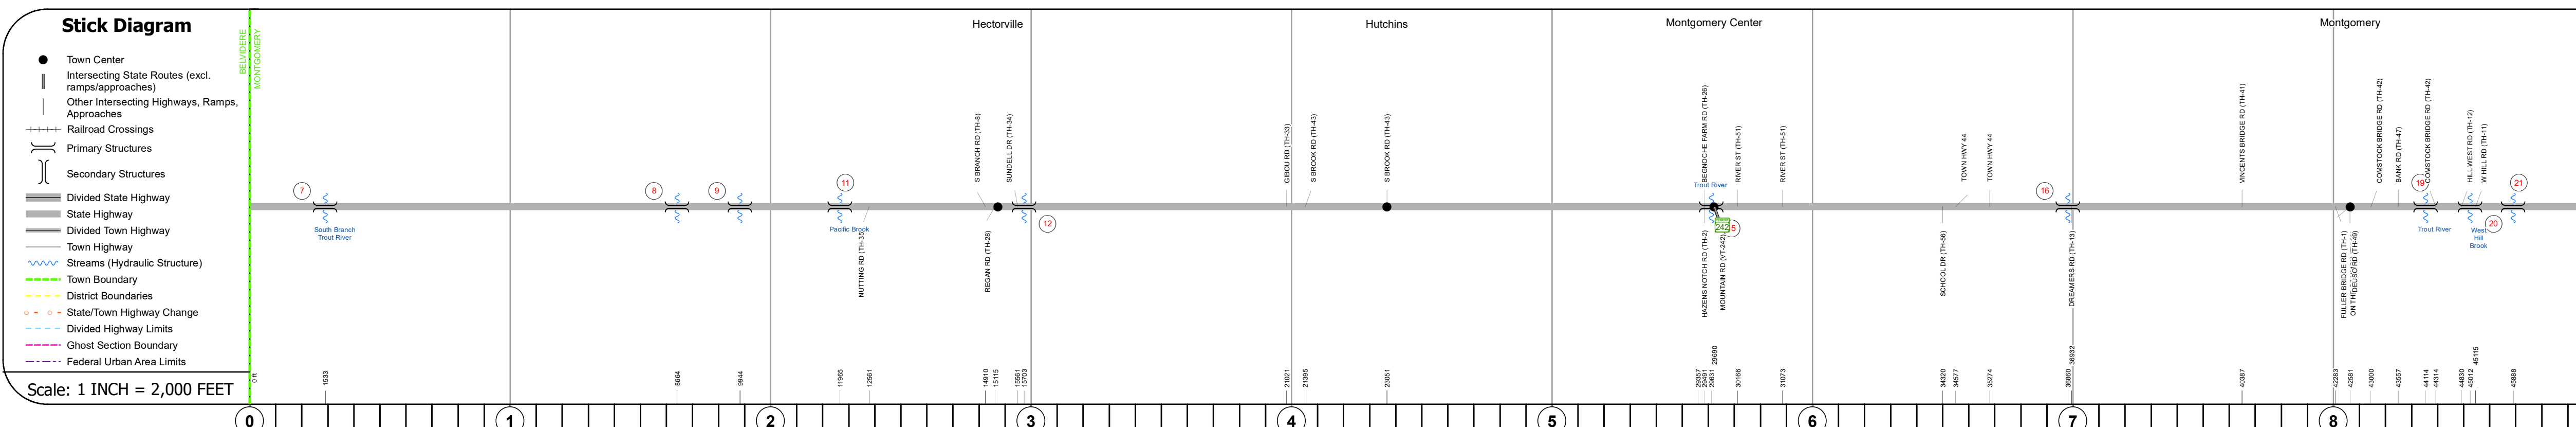 Stick Diagram
Town Center
Intersecting State Routes (excl.
ramps/approaches)
Other Intersecting Highways, Ramps,
Approaches
Railroad Crossings
Primary Structures
Secondary Structures
Divided State Highway
State Highway
Divided Town Highway
Town Highway
Streams (Hydraulic Structure)
Town Boundary
District Boundaries
State/Town Highway Change
Divided Highway Limits
Ghost Section Boundary
Federal Urban Area Limits
Scale: 1 INCH = 2,000 FEET
BELVIDERE
MONTGOMERY
Hectorville
Hutchins
Montgomery Center
Montgomery
S BRANCH RD (TH-8)
SUNDELL DR (TH-34)
GIBOU RD (TH-33)
S BROOK RD (TH-43)
S BROOK RD (TH-43)
BEGNOCHE FARM RD (TH-26)
RIVER ST (TH-51)
RIVER ST (TH-51)
TOWN HWY 44
TOWN HWY 44
VINCENTS BRIDGE RD (TH-41)
COMSTOCK BRIDGE RD (TH-42)
BANK RD (TH-47)
COMSTOCK BRIDGE RD (TH-42)
HILL WEST RD (TH-12)
W HILL RD (TH-11)
7
8
9
11
12
Trout River
242
5
16
19
20
21
South Branch
Trout River
Pacific Brook
Trout River
West
Hill
Brook
NUTTING RD (TH-35)
REGAN RD (TH-28)
HAZENS NOTCH RD (TH-2)
MOUNTAIN RD (VT-242)
SCHOOL DR (TH-56)
DREAMERS RD (TH-13)
FULLER BRIDGE RD (TH-1)
ON TH
DEUSO RD (TH-49)
0 ft
1533
8664
9944
11965
12561
14910
15115
15561
15703
21021
21395
23051
29357
29491
29631
29690
30166
31073
34320
34577
35274
36860
36932
40387
42283
42581
43000
43557
44114
44314
44830
45012
45115
45888
0
1
2
3
4
5
6
7
8